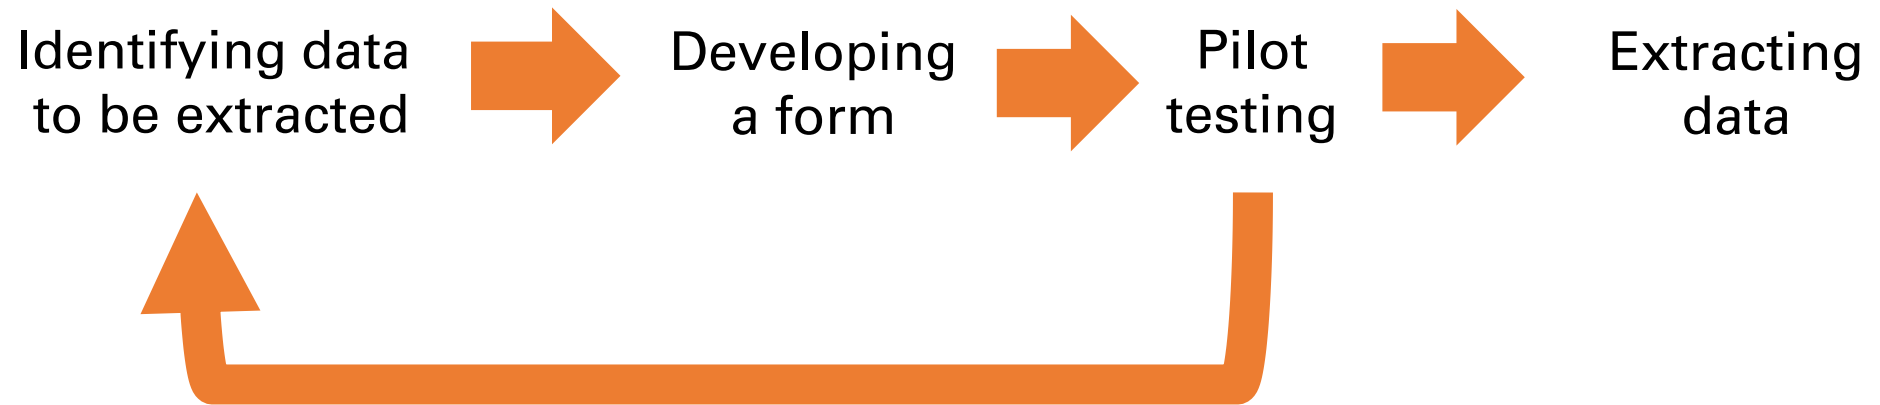 Identifying data
to be extracted
Developing
a form
Pilot
testing
Extracting
data